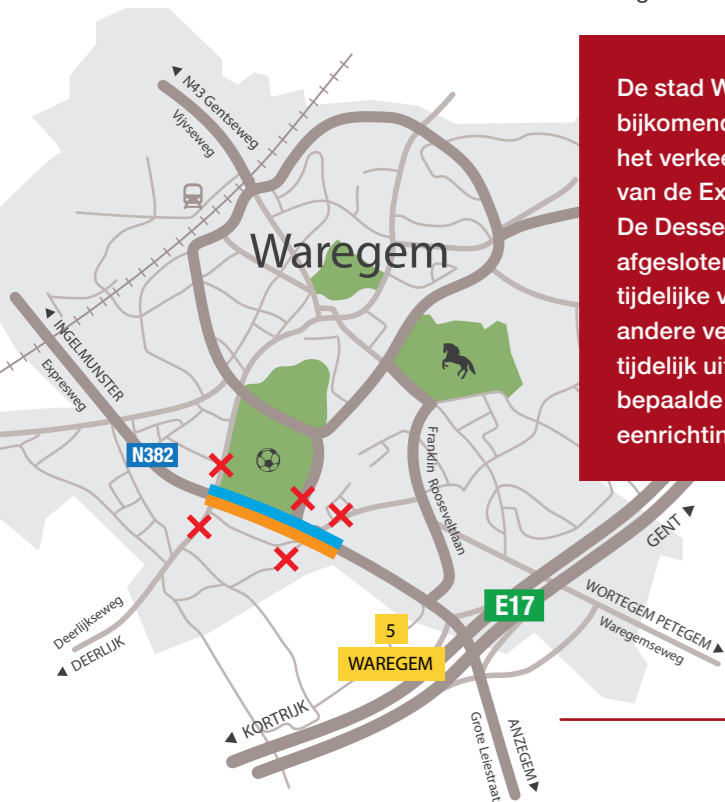 De stad W
bijkomend
het verkee
van de Ex
De Desse
afgesloten
tijdelijke v
andere ve
tijdelijk uit
bepaalde
eenrichtin
N43 Gentseweg
Vijvseweg
Waregem
INGELMUNSTER
Expresweg
N382
Franklin Rooseveltlaan
GENT
E17
WORTEGEM PETEGEM
Waregemseweg
Deerlijkseweg
DEERLIJK
5
WAREGEM
KORTRIJK
ANZEGEM
Grote Leiestraat